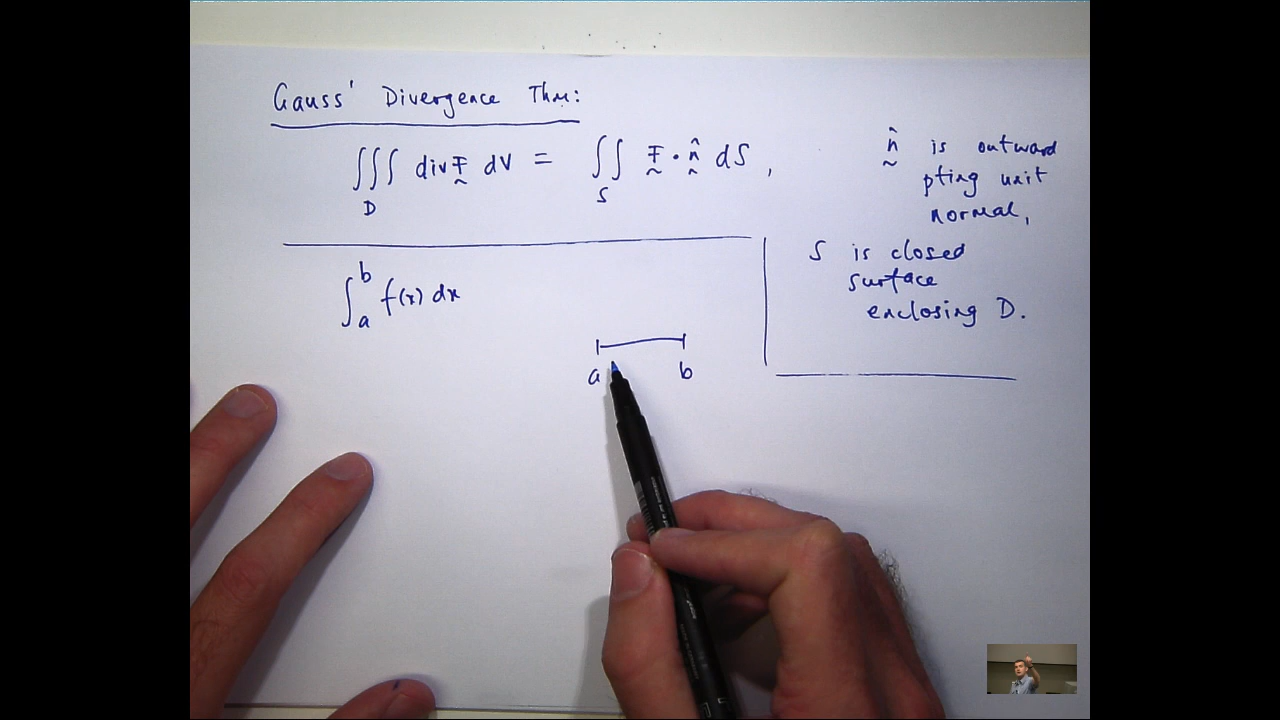 Gauss' Divergence Thm:
∭_D div F̰ dV = ∬_S F̰ · n̰̂ dS ,
n̰̂ is outward
pting unit
normal,
S is closed
surface
enclosing D.
∫_a^b f(x) dx
a b